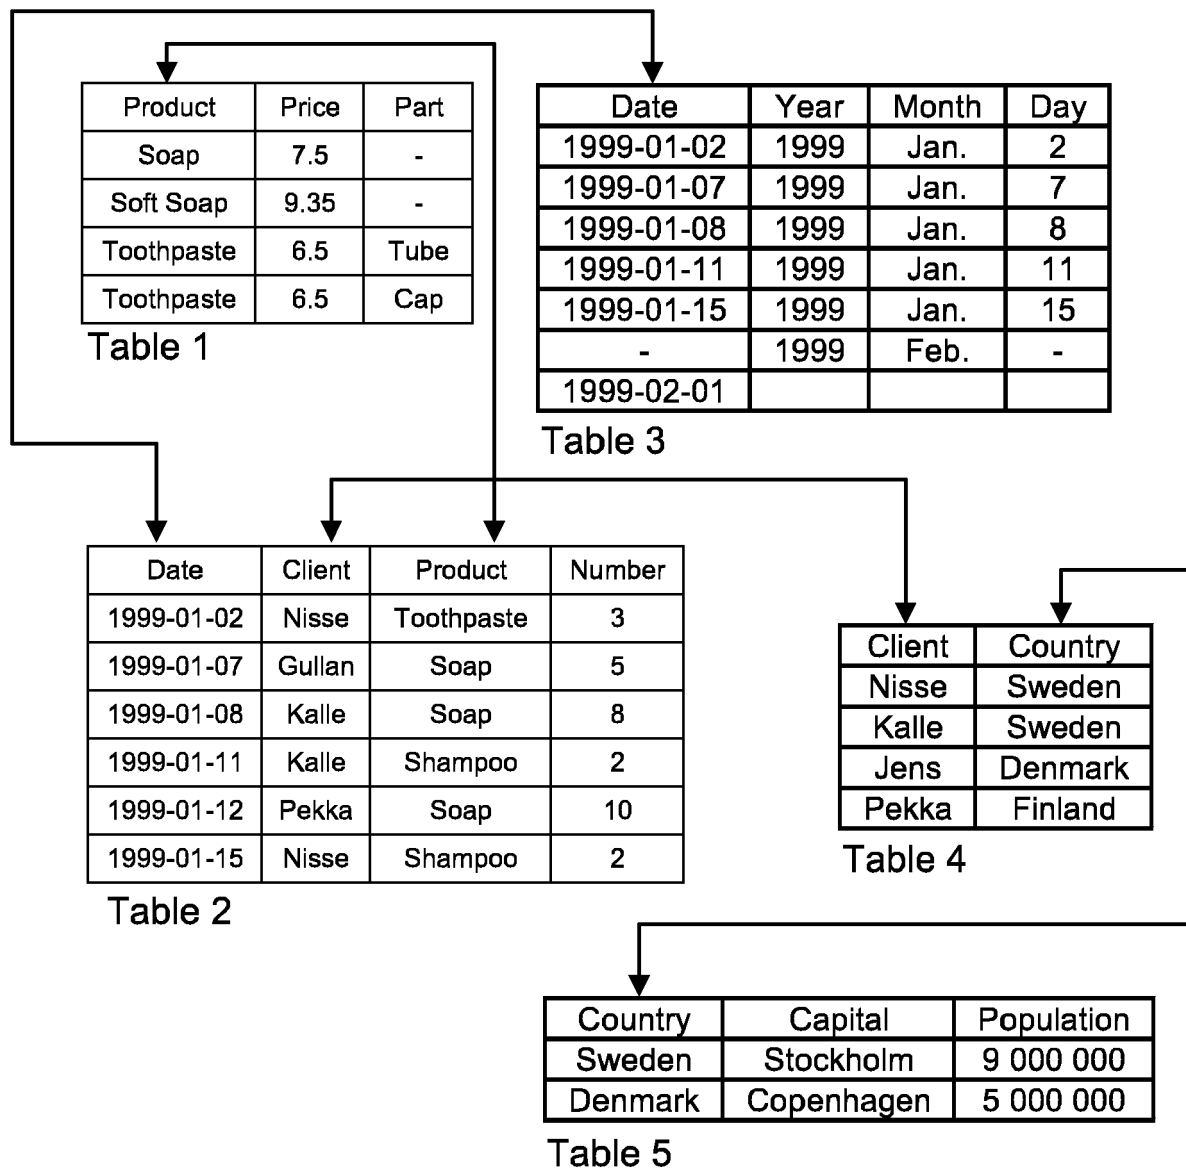 Product Price Part
Soap 7.5 -
Soft Soap 9.35 -
Toothpaste 6.5 Tube
Toothpaste 6.5 Cap
Table 1
Date Year Month Day
1999-01-02 1999 Jan. 2
1999-01-07 1999 Jan. 7
1999-01-08 1999 Jan. 8
1999-01-11 1999 Jan. 11
1999-01-15 1999 Jan. 15
- 1999 Feb. -
1999-02-01
Table 3
Date Client Product Number
1999-01-02 Nisse Toothpaste 3
1999-01-07 Gullan Soap 5
1999-01-08 Kalle Soap 8
1999-01-11 Kalle Shampoo 2
1999-01-12 Pekka Soap 10
1999-01-15 Nisse Shampoo 2
Table 2
Client Country
Nisse Sweden
Kalle Sweden
Jens Denmark
Pekka Finland
Table 4
Country Capital Population
Sweden Stockholm 9 000 000
Denmark Copenhagen 5 000 000
Table 5